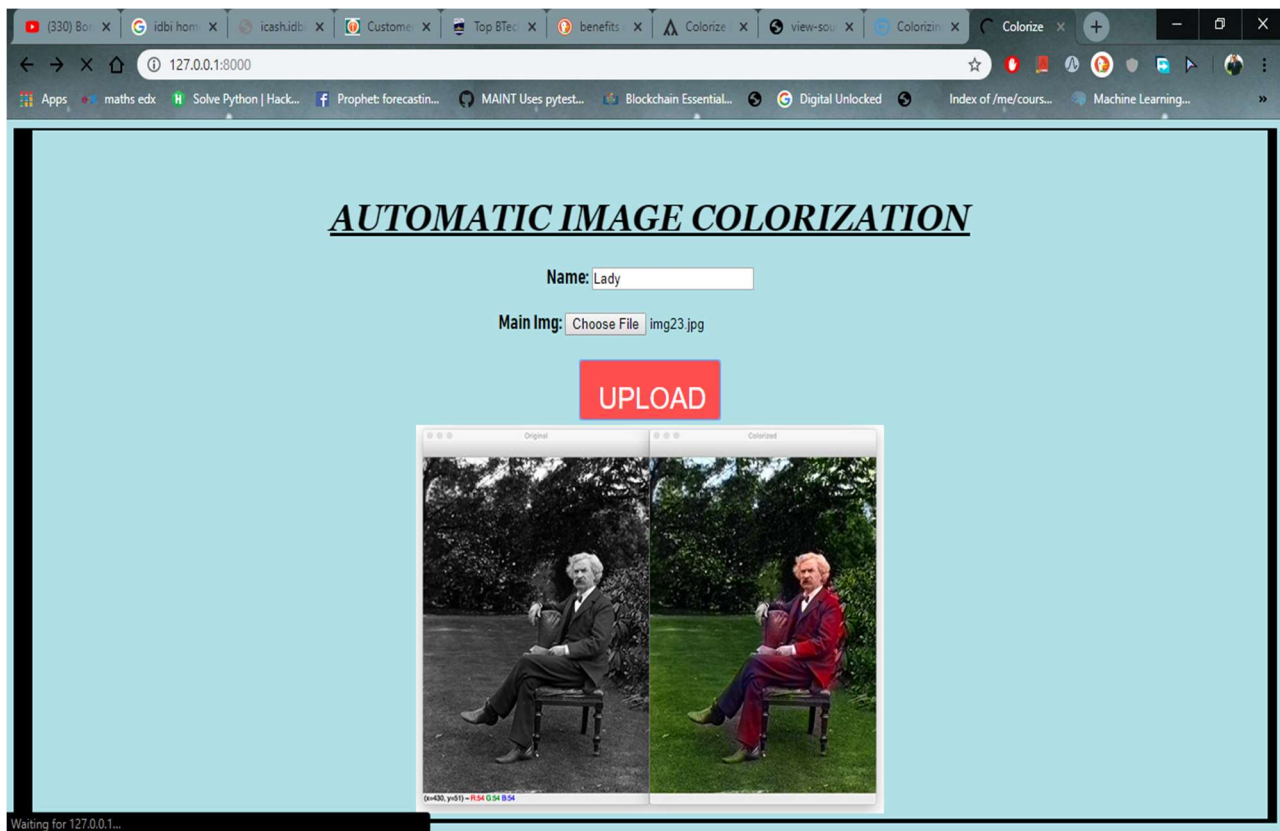 (330) Bor
idbi hom
icash.idb
Custome
Top BTec
benefits
Colorize
view-sou
Colorizin
Colorize
127.0.0.1:8000
Apps
maths edx
Solve Python | Hack...
Prophet: forecastin...
MAINT Uses pytest...
Blockchain Essential...
Digital Unlocked
Index of /me/cours...
Machine Learning...
»
AUTOMATIC IMAGE COLORIZATION
Name: Lady
Main Img: Choose File img23.jpg
UPLOAD
Original
Colorized
(x=430, y=51) ~ R:54 G:54 B:54
Waiting for 127.0.0.1...